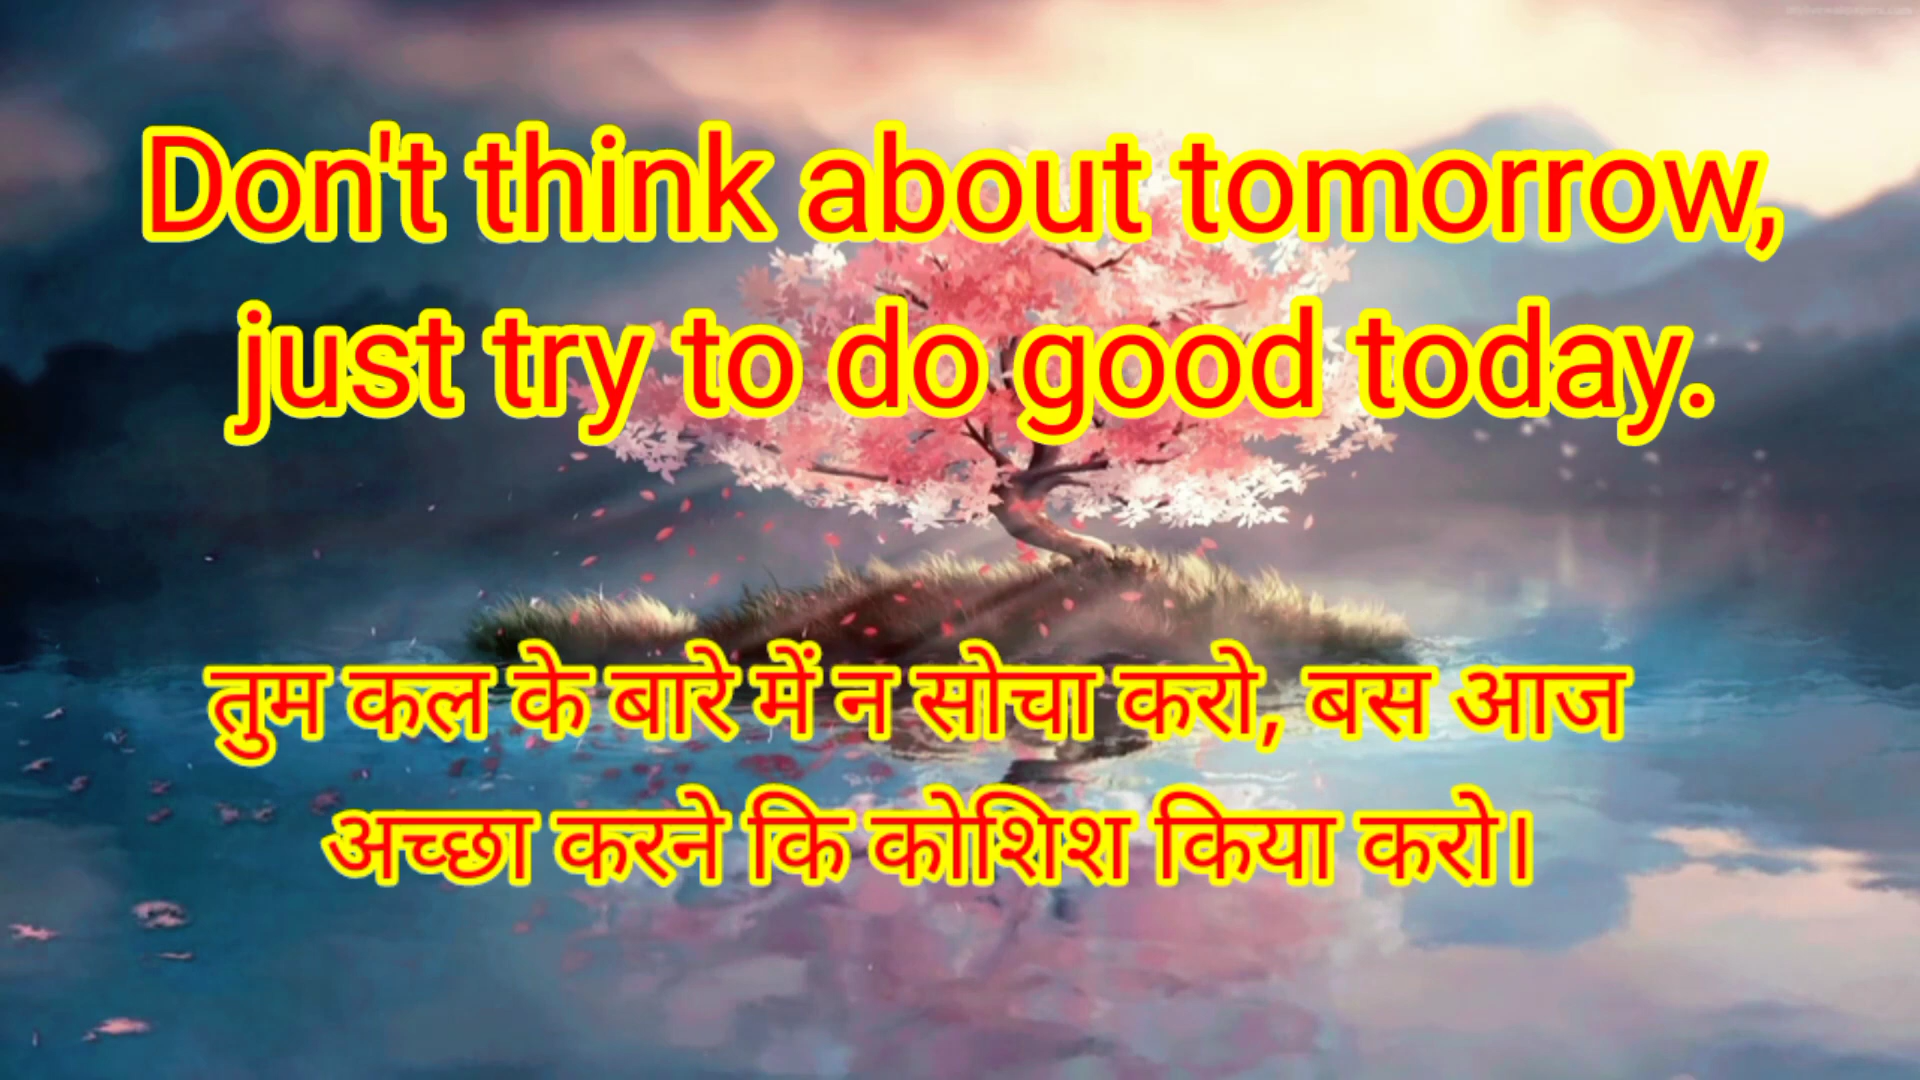 Don't think about tomorrow,
just try to do good today.
तुम कल के बारे में न सोचा करो, बस आज
अच्छा करने कि कोशिश किया करो।